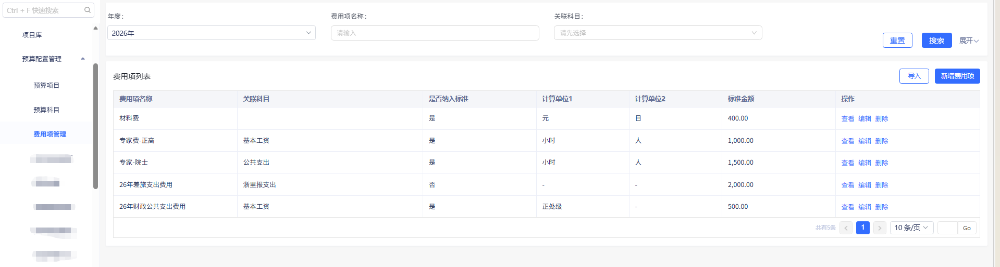 Ctrl + F 快速搜索
项目库
预算配置管理
预算项目
预算科目
费用项管理
年度：
费用项名称：
关联科目：
2026年
请输入
请先选择
重置
搜索
展开
费用项列表
导入
新增费用项
费用项名称 关联科目 是否纳入标准 计算单位1 计算单位2 标准金额 操作
材料费 是 元 日 400.00 查看 编辑 删除
专家费-正高 基本工资 是 小时 人 1,000.00 查看 编辑 删除
专家-院士 公共支出 是 小时 人 1,500.00 查看 编辑 删除
26年差旅支出费用 浙里报支出 否 - - 2,000.00 查看 编辑 删除
26年财政公共支出费用 基本工资 是 正处级 - 500.00 查看 编辑 删除
共有5条 < 1 > 10 条/页 Go